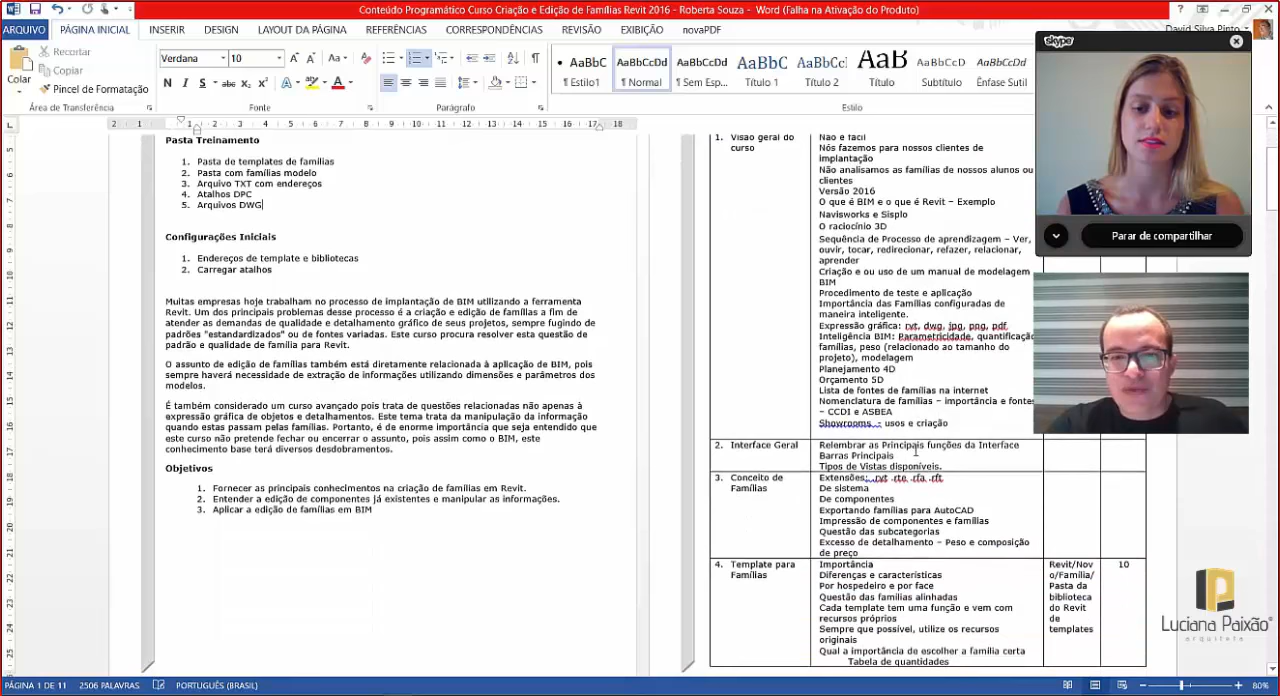 Conteúdo Programático Curso Criação e Edição de Famílias Revit 2016 - Roberta Souza - Word (Falha na Ativação do Produto)
ARQUIVO PÁGINA INICIAL INSERIR DESIGN LAYOUT DA PÁGINA REFERÊNCIAS CORRESPONDÊNCIAS REVISÃO EXIBIÇÃO novaPDF David Silva Pinto
Colar
Recortar
Copiar
Pincel de Formatação
Área de Transferência
Verdana 10
Fonte
Parágrafo
AaBbC AaBbCcDd AaBbCcDd AaBbC AaBbCcI AaB AaBbCcD AaBbCcDd
¶ Estilo1 ¶ Normal ¶ Sem Esp... Título 1 Título 2 Título Subtítulo Ênfase Sutil
Estilo
skype
Parar de compartilhar
2 1 1 2 3 4 5 6 7 8 9 10 11 12 13 14 15 16 17 18
Pasta Treinamento
1. Pasta de templates de famílias
2. Pasta com famílias modelo
3. Arquivo TXT com endereços
4. Atalhos DPC
5. Arquivos DWG
Configurações Iniciais
1. Endereços de template e bibliotecas
2. Carregar atalhos
Muitas empresas hoje trabalham no processo de implantação de BIM utilizando a ferramenta
Revit. Um dos principais problemas desse processo é a criação e edição de famílias a fim de
atender as demandas de qualidade e detalhamento gráfico de seus projetos, sempre fugindo de
padrões "estandardizados" ou de fontes variadas. Este curso procura resolver esta questão de
padrão e qualidade de família para Revit.
O assunto de edição de famílias também está diretamente relacionada à aplicação de BIM, pois
sempre haverá necessidade de extração de informações utilizando dimensões e parâmetros dos
modelos.
É também considerado um curso avançado pois trata de questões relacionadas não apenas à
expressão gráfica de objetos e detalhamentos. Este tema trata da manipulação da informação
quando estas passam pelas famílias. Portanto, é de enorme importância que seja entendido que
este curso não pretende fechar ou encerrar o assunto, pois assim como o BIM, este
conhecimento base terá diversos desdobramentos.
Objetivos
1. Fornecer as principais conhecimentos na criação de famílias em Revit.
2. Entender a edição de componentes já existentes e manipular as informações.
3. Aplicar a edição de famílias em BIM
1. Visão geral do
curso
Não é fácil
Nós fazemos para nossos clientes de
implantação
Não analisamos as famílias de nossos alunos ou
clientes
Versão 2016
O que é BIM e o que é Revit – Exemplo
Navisworks e Sisplo
O raciocínio 3D
Sequência de Processo de aprendizagem – Ver,
ouvir, tocar, redirecionar, refazer, relacionar,
aprender
Criação e ou uso de um manual de modelagem
BIM
Procedimento de teste e aplicação
Importância das Famílias configuradas de
maneira inteligente.
Expressão gráfica: rvt, dwg, jpg, png, pdf
Inteligência BIM: Parametricidade, quantificação
famílias, peso (relacionado ao tamanho do
projeto), modelagem
Planejamento 4D
Orçamento 5D
Lista de fontes de famílias na internet
Nomenclatura de famílias – importância e fontes
– CCDI e ASBEA
Showrooms - usos e criação
2. Interface Geral
Relembrar as Principais funções da Interface
Barras Principais
Tipos de Vistas disponíveis.
3. Conceito de
Famílias
Extensões: .rvt .rte .rfa .rft
De sistema
De componentes
Exportando famílias para AutoCAD
Impressão de componentes e famílias
Questão das subcategorias
Excesso de detalhamento – Peso e composição
de preço
4. Template para
Famílias
Importância
Diferenças e características
Por hospedeiro e por face
Questão das famílias alinhadas
Cada template tem uma função e vem com
recursos próprios
Sempre que possível, utilize os recursos
originais
Qual a importância de escolher a família certa
Tabela de quantidades
Revit/Nov
o/Família/
Pasta da
biblioteca
do Revit
de
templates
10
Luciana Paixão
arquiteta
PÁGINA 1 DE 11 2506 PALAVRAS PORTUGUÊS (BRASIL) 80%